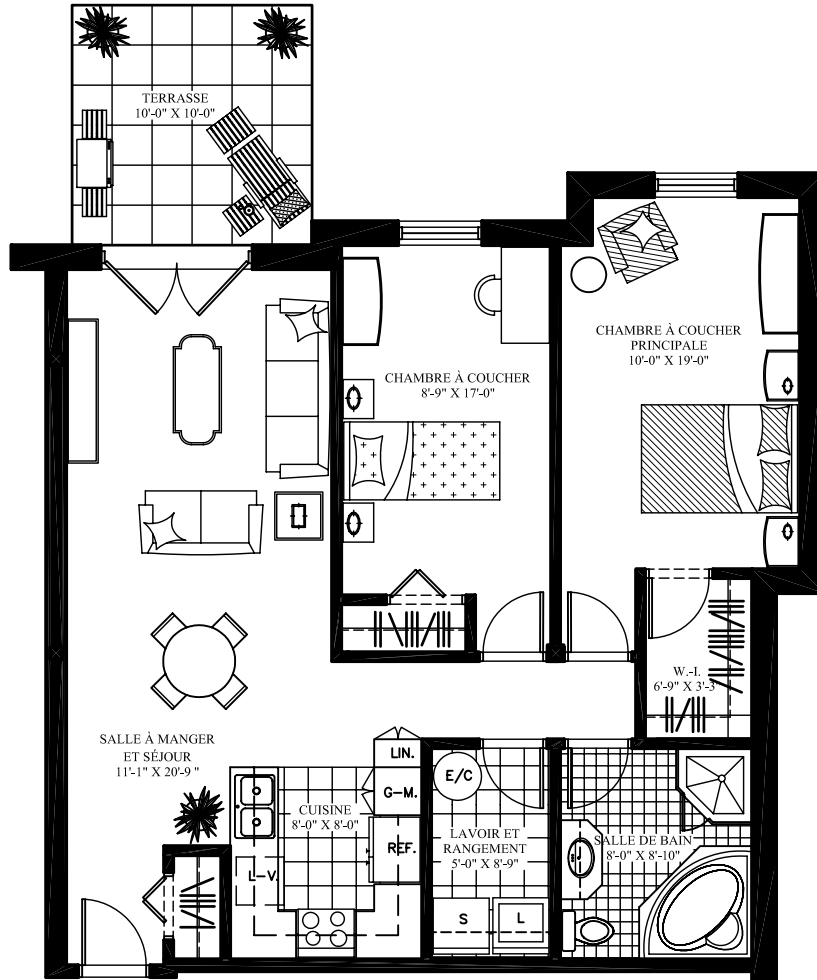 TERRASSE
10'-0" X 10'-0"
CHAMBRE À COUCHER
PRINCIPALE
10'-0" X 19'-0"
CHAMBRE À COUCHER
8'-9" X 17'-0"
W.-I.
6'-9" X 3'-3"
SALLE À MANGER
ET SÉJOUR
11'-1" X 20'-9 "
LIN.
G-M.
E/C
CUISINE
8'-0" X 8'-0"
REF.
L-V.
LAVOIR ET
RANGEMENT
5'-0" X 8'-9"
SALLE DE BAIN
8'-0" X 8'-10"
S
L